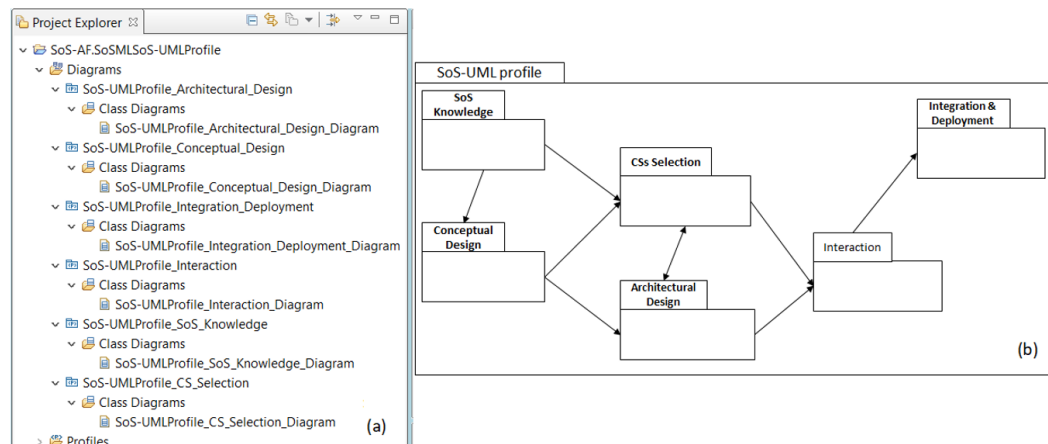 Project Explorer
SoS-AF.SoSMLSoS-UMLProfile
Diagrams
SoS-UMLProfile_Architectural_Design
Class Diagrams
SoS-UMLProfile_Architectural_Design_Diagram
SoS-UMLProfile_Conceptual_Design
Class Diagrams
SoS-UMLProfile_Conceptual_Design_Diagram
SoS-UMLProfile_Integration_Deployment
Class Diagrams
SoS-UMLProfile_Integration_Deployment_Diagram
SoS-UMLProfile_Interaction
Class Diagrams
SoS-UMLProfile_Interaction_Diagram
SoS-UMLProfile_SoS_Knowledge
Class Diagrams
SoS-UMLProfile_SoS_Knowledge_Diagram
SoS-UMLProfile_CS_Selection
Class Diagrams
SoS-UMLProfile_CS_Selection_Diagram
(a)
Profiles
SoS-UML profile
SoS
Knowledge
Integration &
Deployment
CSs Selection
Conceptual
Design
Interaction
Architectural
Design
(b)